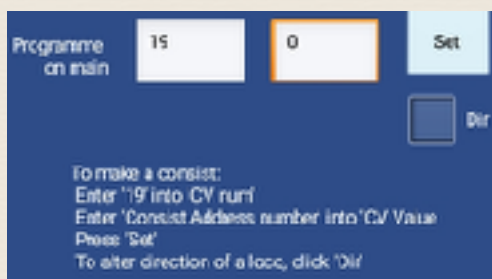 Programme 19 0 Set
on main
Dir
To make a consist:
Enter '19' into 'CV num'
Enter 'Consist Address number into 'CV Value
Press 'Set'
To alter direction of a loco, click 'Dir'